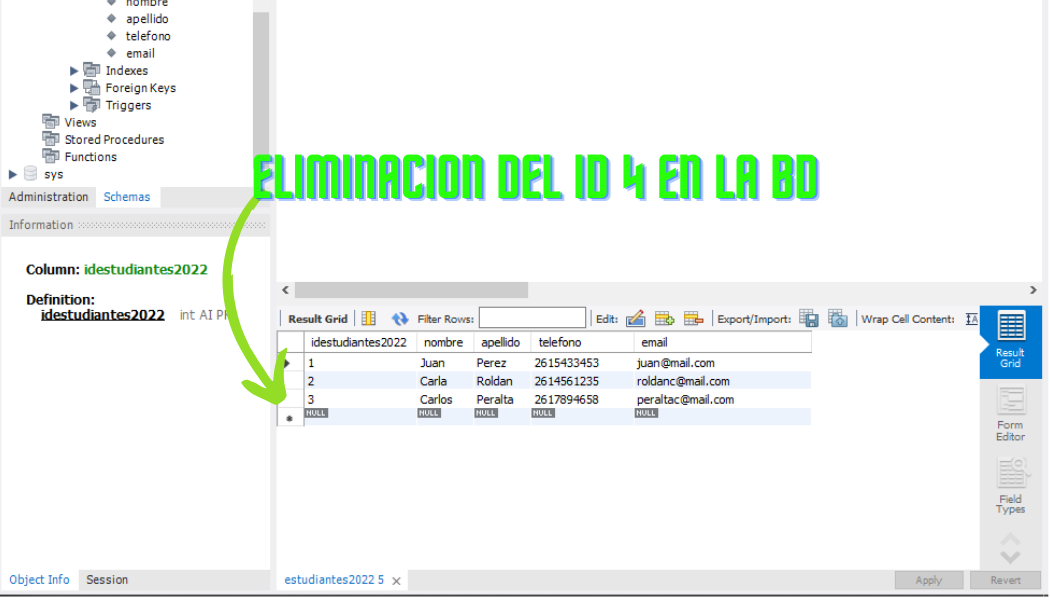 nombre
apellido
telefono
email
Indexes
Foreign Keys
Triggers
Views
Stored Procedures
Functions
sys
ELIMINACION DEL ID 4 EN LA BD
Administration Schemas
Information
Column: idestudiantes2022
Definition:
idestudiantes2022 int AI
Result Grid Filter Rows: Edit: Export/Import: Wrap Cell Content: IA
idestudiantes2022 nombre apellido telefono email
1 Juan Perez 2615433453 juan@mail.com
2 Carla Roldan 2614561235 roldanc@mail.com
3 Carlos Peralta 2617894658 peraltac@mail.com
NULL NULL NULL NULL NULL
Result
Grid
Form
Editor
Field
Types
Object Info Session
estudiantes2022 5
Apply Revert